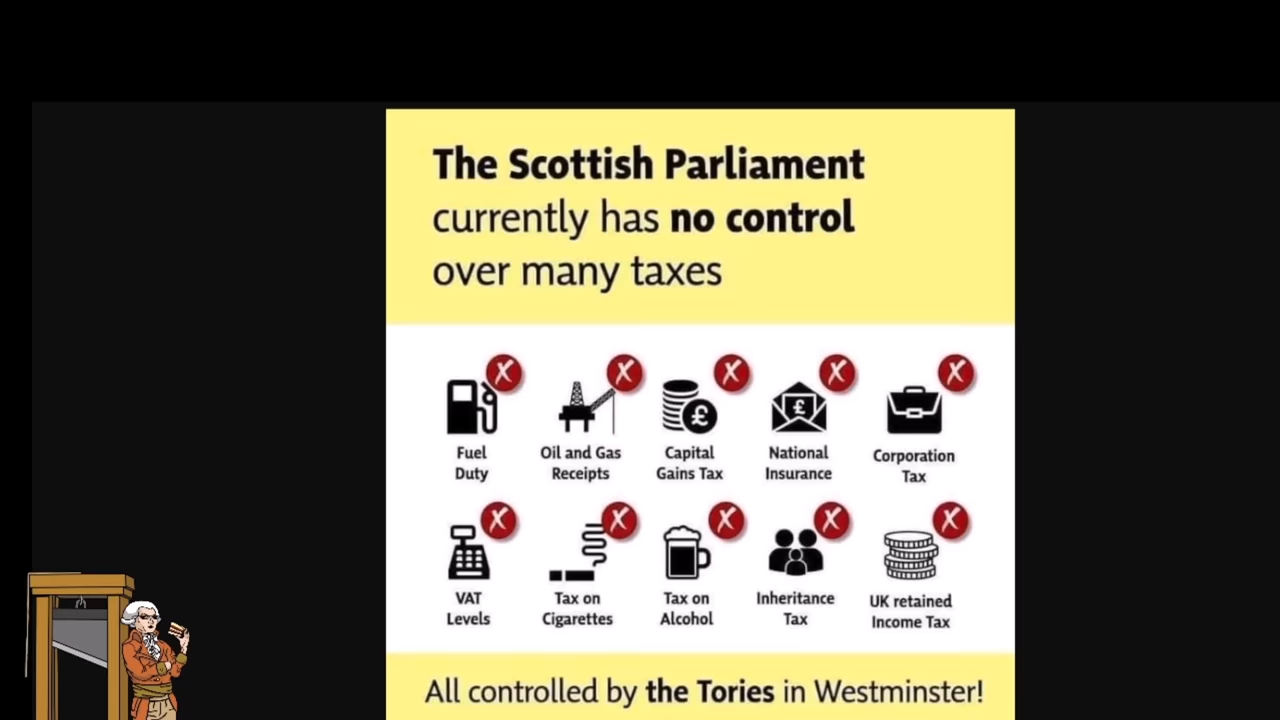 The Scottish Parliament
currently has no control
over many taxes
Fuel
Duty
Oil and Gas
Receipts
Capital
Gains Tax
National
Insurance
Corporation
Tax
VAT
Levels
Tax on
Cigarettes
Tax on
Alcohol
Inheritance
Tax
UK retained
Income Tax
All controlled by the Tories in Westminster!